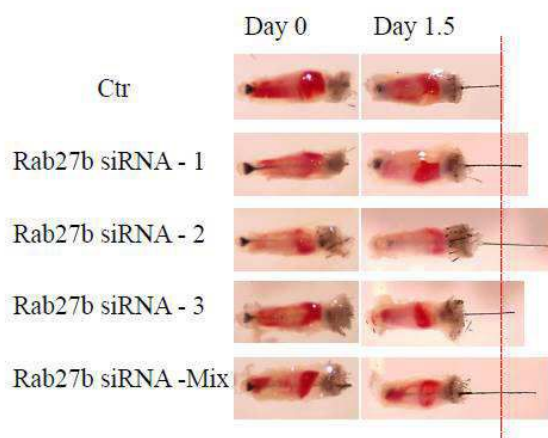 Day 0 Day 1.5
Ctr
Rab27b siRNA - 1
Rab27b siRNA - 2
Rab27b siRNA - 3
Rab27b siRNA -Mix